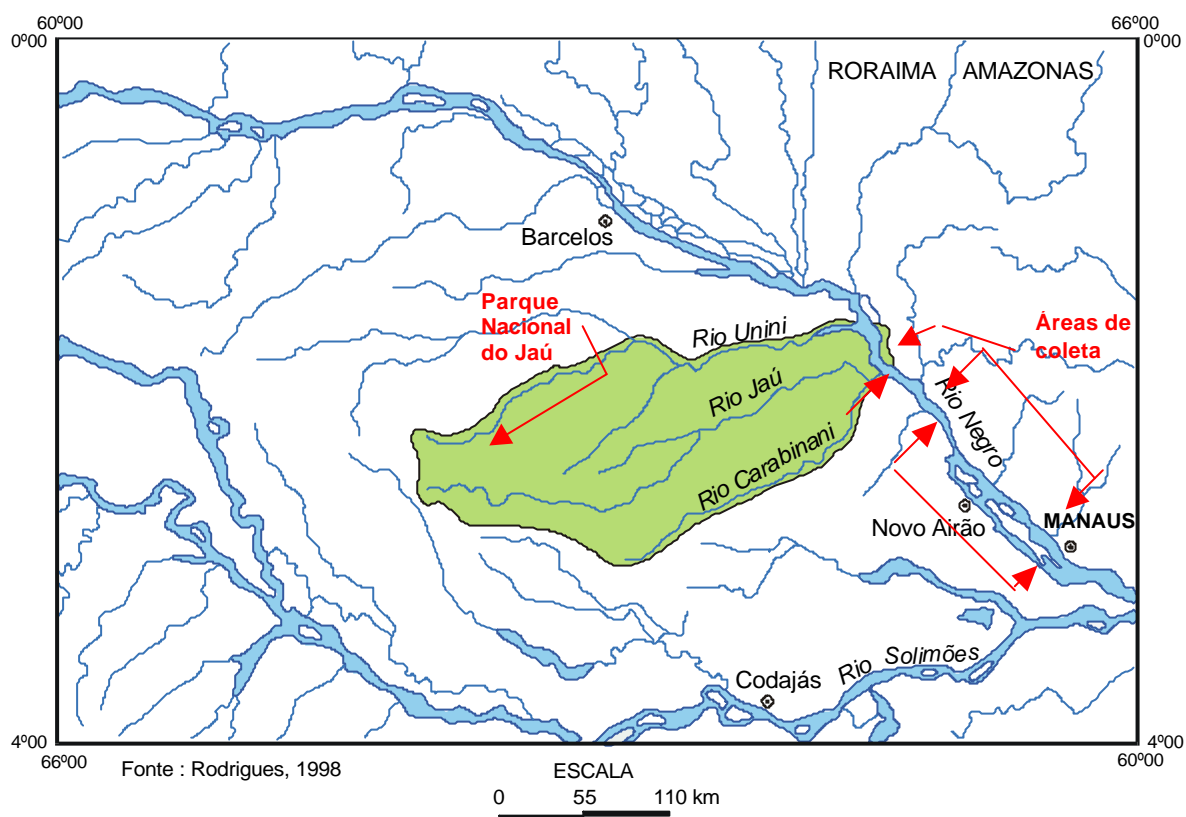 60º00
66º00
0º00
0º00
RORAIMA
AMAZONAS
Barcelos
Parque
Nacional
do Jaú
Rio Unini
Áreas de
coleta
Rio Jaú
Rio Negro
Rio Carabinani
Novo Airão
MANAUS
Codajás
Rio Solimões
4º00
4º00
66º00
60º00
Fonte : Rodrigues, 1998
ESCALA
0 55 110 km